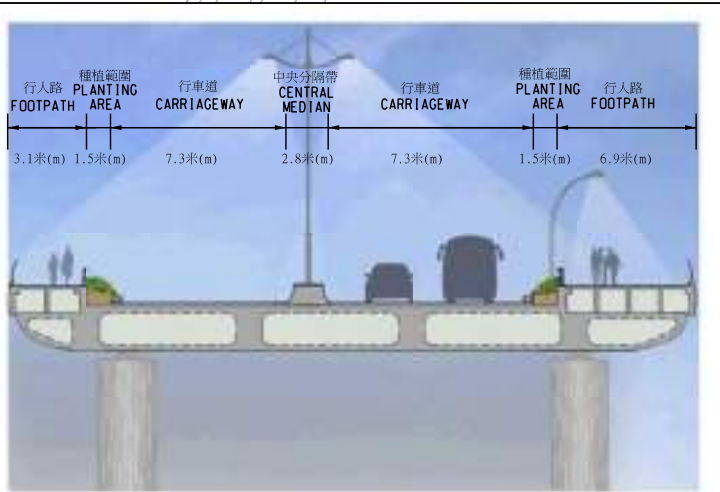 行人路
FOOTPATH
種植範圍
PLANTING
AREA
行車道
CARRIAGEWAY
中央分隔帶
CENTRAL
MEDIAN
行車道
CARRIAGEWAY
種植範圍
PLANTING
AREA
行人路
FOOTPATH
3.1米(m) 1.5米(m) 7.3米(m) 2.8米(m) 7.3米(m) 1.5米(m) 6.9米(m)